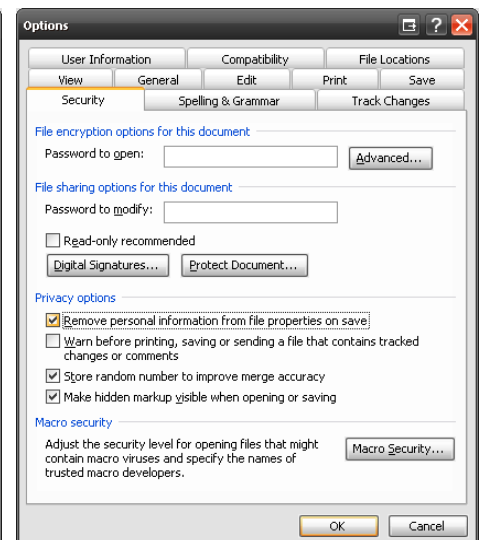 Options
User Information Compatibility File Locations
View General Edit Print Save
Security Spelling & Grammar Track Changes
File encryption options for this document
Password to open: Advanced...
File sharing options for this document
Password to modify:
Read-only recommended
Digital Signatures... Protect Document...
Privacy options
Remove personal information from file properties on save
Warn before printing, saving or sending a file that contains tracked
changes or comments
Store random number to improve merge accuracy
Make hidden markup visible when opening or saving
Macro security
Adjust the security level for opening files that might
contain macro viruses and specify the names of
trusted macro developers.
Macro Security...
OK Cancel